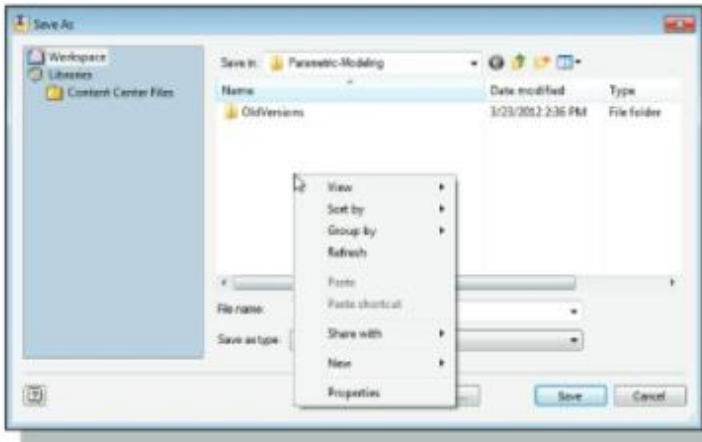 Save As
Workspace
Libraries
Content Center Files
Save in: Parametric-Modeling
Name Date modified Type
OldVersions 3/23/2012 2:36 PM File folder
View
Sort by
Group by
Refresh
Paste
Paste shortcut
File name:
Share with
Save as type:
New
Properties
Save Cancel